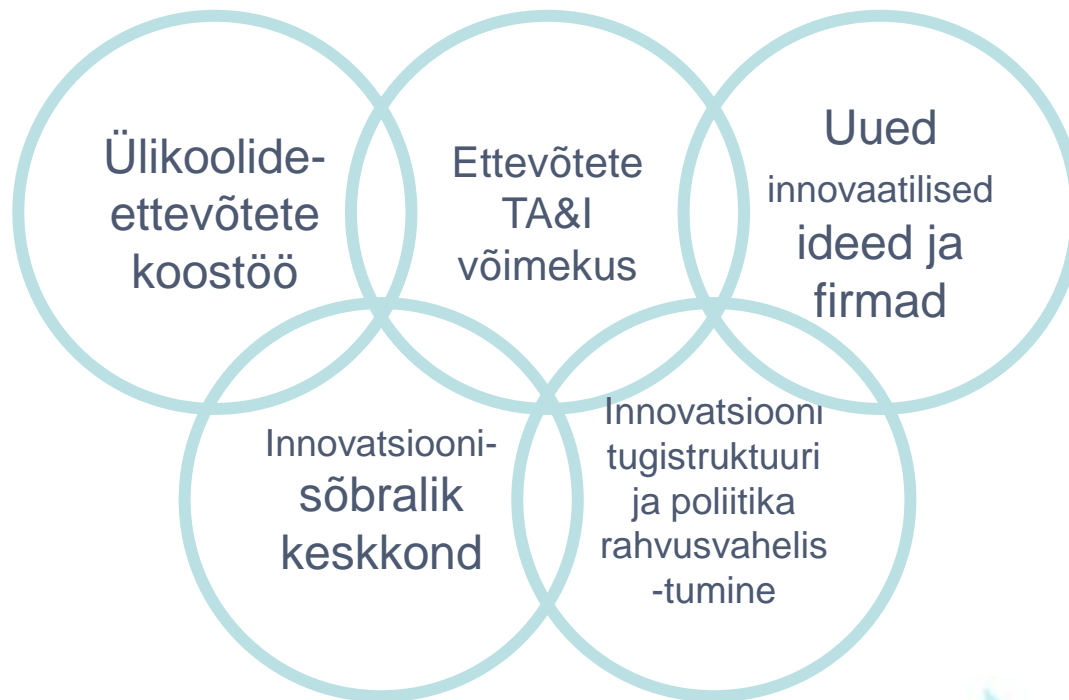 Ülikoolide-
ettevõtete
koostöö
Ettevõtete
TA&I
võimekus
Uued
innovaatilised
ideed ja
firmad
Innovatsiooni-
sõbralik
keskkond
Innovatsiooni
tugistruktuuri
ja poliitika
rahvusvahelis
-tumine